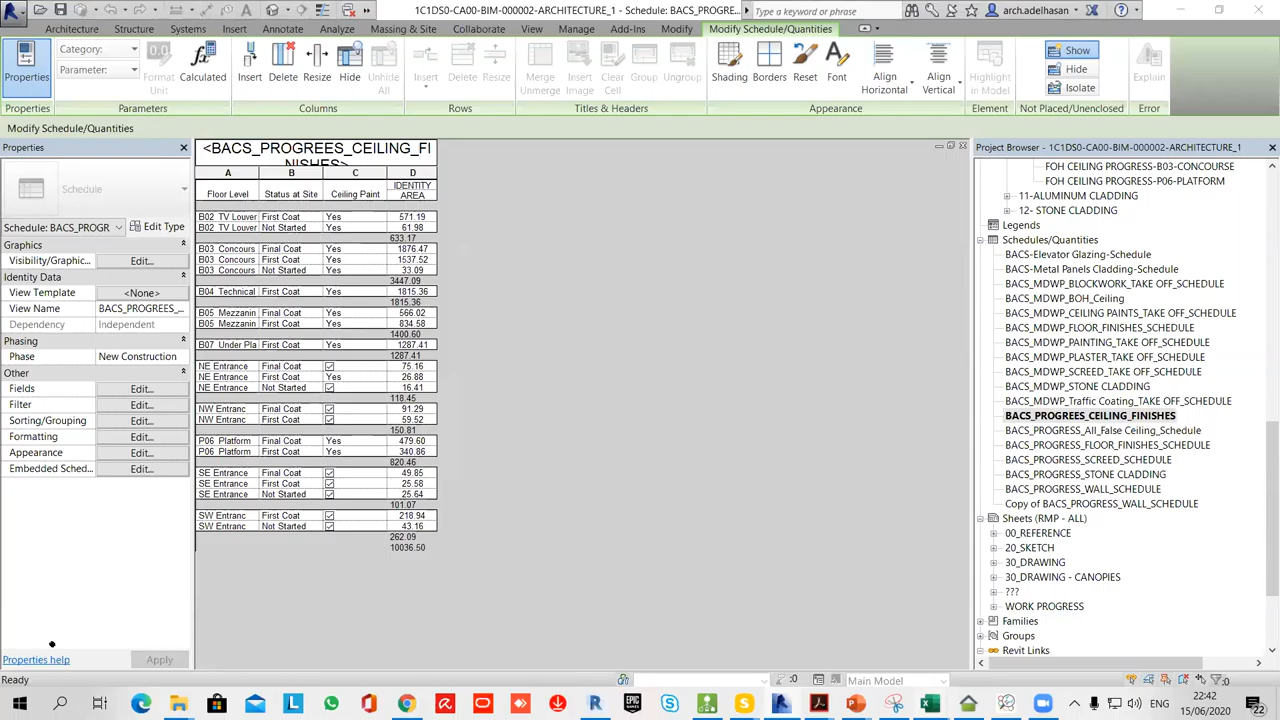 1C1DS0-CA00-BIM-000002-ARCHITECTURE_1 - Schedule: BACS_PROGRE...
Type a keyword or phrase
arch.adelhasan...
Architecture Structure Systems Insert Annotate Analyze Massing & Site Collaborate View Manage Add-Ins Modify Modify Schedule/Quantities
Properties
Category:
Parameter:
Format Unit
Calculated
Insert
Delete
Resize
Hide
Unhide All
Insert
Delete
Resize
Merge Unmerge
Insert Image
Clear Cell
Group
Ungroup
Shading
Borders
Reset
Font
Align Horizontal
Align Vertical
Highlight in Model
Show
Hide
Isolate
Explain
Properties Parameters Columns Rows Titles & Headers Appearance Element Not Placed/Unenclosed Error
Modify Schedule/Quantities
Properties
Schedule
Schedule: BACS_PROGR
Edit Type
Graphics
Visibility/Graphic... Edit...
Identity Data
View Template <None>
View Name BACS_PROGREES_...
Dependency Independent
Phasing
Phase New Construction
Other
Fields Edit...
Filter Edit...
Sorting/Grouping Edit...
Formatting Edit...
Appearance Edit...
Embedded Sched... Edit...
Properties help
Apply
<BACS_PROGREES_CEILING_FI
NISHES>
A B C D
Floor Level Status at Site Ceiling Paint IDENTITY AREA
B02 TV Louver First Coat Yes 571.19
B02 TV Louver Not Started Yes 61.98
633.17
B03 Concours Final Coat Yes 1876.47
B03 Concours First Coat Yes 1537.52
B03 Concours Not Started Yes 33.09
3447.09
B04 Technical First Coat Yes 1815.36
1815.36
B05 Mezzanin Final Coat Yes 566.02
B05 Mezzanin First Coat Yes 834.58
1400.60
B07 Under Pla First Coat Yes 1287.41
1287.41
NE Entrance Final Coat 75.16
NE Entrance First Coat Yes 26.88
NE Entrance Not Started 16.41
118.45
NW Entranc Final Coat 91.29
NW Entranc First Coat 59.52
150.81
P06 Platform Final Coat Yes 479.60
P06 Platform First Coat Yes 340.86
820.46
SE Entrance Final Coat 49.85
SE Entrance First Coat 25.58
SE Entrance Not Started 25.64
101.07
SW Entranc First Coat 218.94
SW Entranc Not Started 43.16
262.09
10036.50
Project Browser - 1C1DS0-CA00-BIM-000002-ARCHITECTURE_1
FOH CEILING PROGRESS-B03-CONCOURSE
FOH CEILING PROGRESS-P06-PLATFORM
11-ALUMINUM CLADDING
12- STONE CLADDING
Legends
Schedules/Quantities
BACS-Elevator Glazing-Schedule
BACS-Metal Panels Cladding-Schedule
BACS_MDWP_BLOCKWORK_TAKE OFF_SCHEDULE
BACS_MDWP_BOH_Ceiling
BACS_MDWP_CEILING PAINTS_TAKE OFF_SCHEDULE
BACS_MDWP_FLOOR_FINISHES_SCHEDULE
BACS_MDWP_PAINTING_TAKE OFF_SCHEDULE
BACS_MDWP_PLASTER_TAKE OFF_SCHEDULE
BACS_MDWP_SCREED_TAKE OFF_SCHEDULE
BACS_MDWP_STONE CLADDING
BACS_MDWP_Traffic Coating_TAKE OFF_SCHEDULE
BACS_PROGREES_CEILING_FINISHES
BACS_PROGRESS_All_False Ceiling_Schedule
BACS_PROGRESS_FLOOR_FINISHES_SCHEDULE
BACS_PROGRESS_SCREED_SCHEDULE
BACS_PROGRESS_STONE CLADDING
BACS_PROGRESS_WALL_SCHEDULE
Copy of BACS_PROGRESS_WALL_SCHEDULE
Sheets (RMP - ALL)
00_REFERENCE
20_SKETCH
30_DRAWING
30_DRAWING - CANOPIES
???
WORK PROGRESS
Families
Groups
Revit Links
Ready
:0
Main Model
:0
ENG
22:42
15/06/2020
22